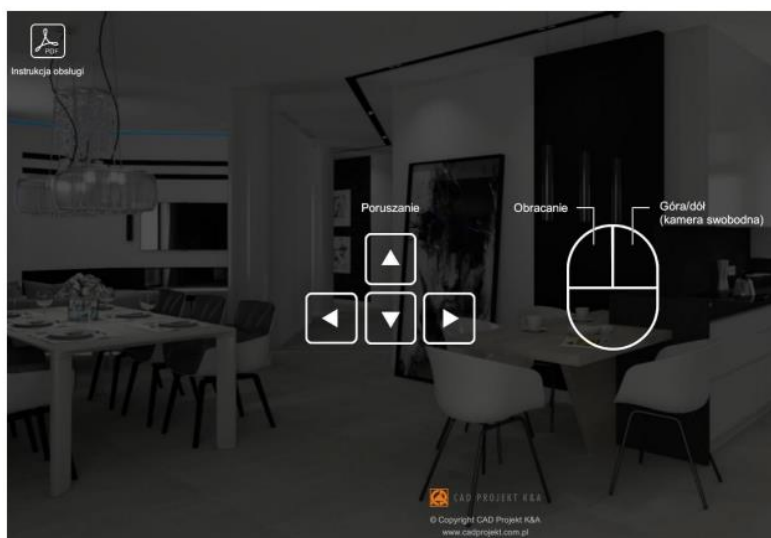 PDF
Instrukcja obsługi
Poruszanie
Obracanie
Góra/dół
(kamera swobodna)
CAD PROJEKT K&A
© Copyright CAD Projekt K&A
www.cadprojekt.com.pl